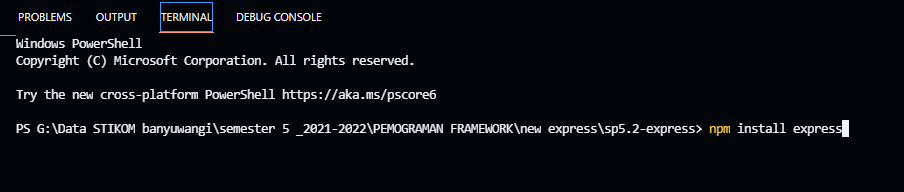 PROBLEMS OUTPUT TERMINAL DEBUG CONSOLE
Windows PowerShell
Copyright (C) Microsoft Corporation. All rights reserved.
Try the new cross-platform PowerShell https://aka.ms/pscore6
PS G:\Data STIKOM banyuwangi\semester 5 _2021-2022\PEMOGRAMAN FRAMEWORK\new express\sp5.2-express> npm install express